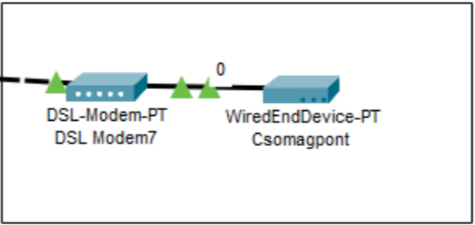 0
DSL-Modem-PT
DSL Modem7
WiredEndDevice-PT
Csomagpont